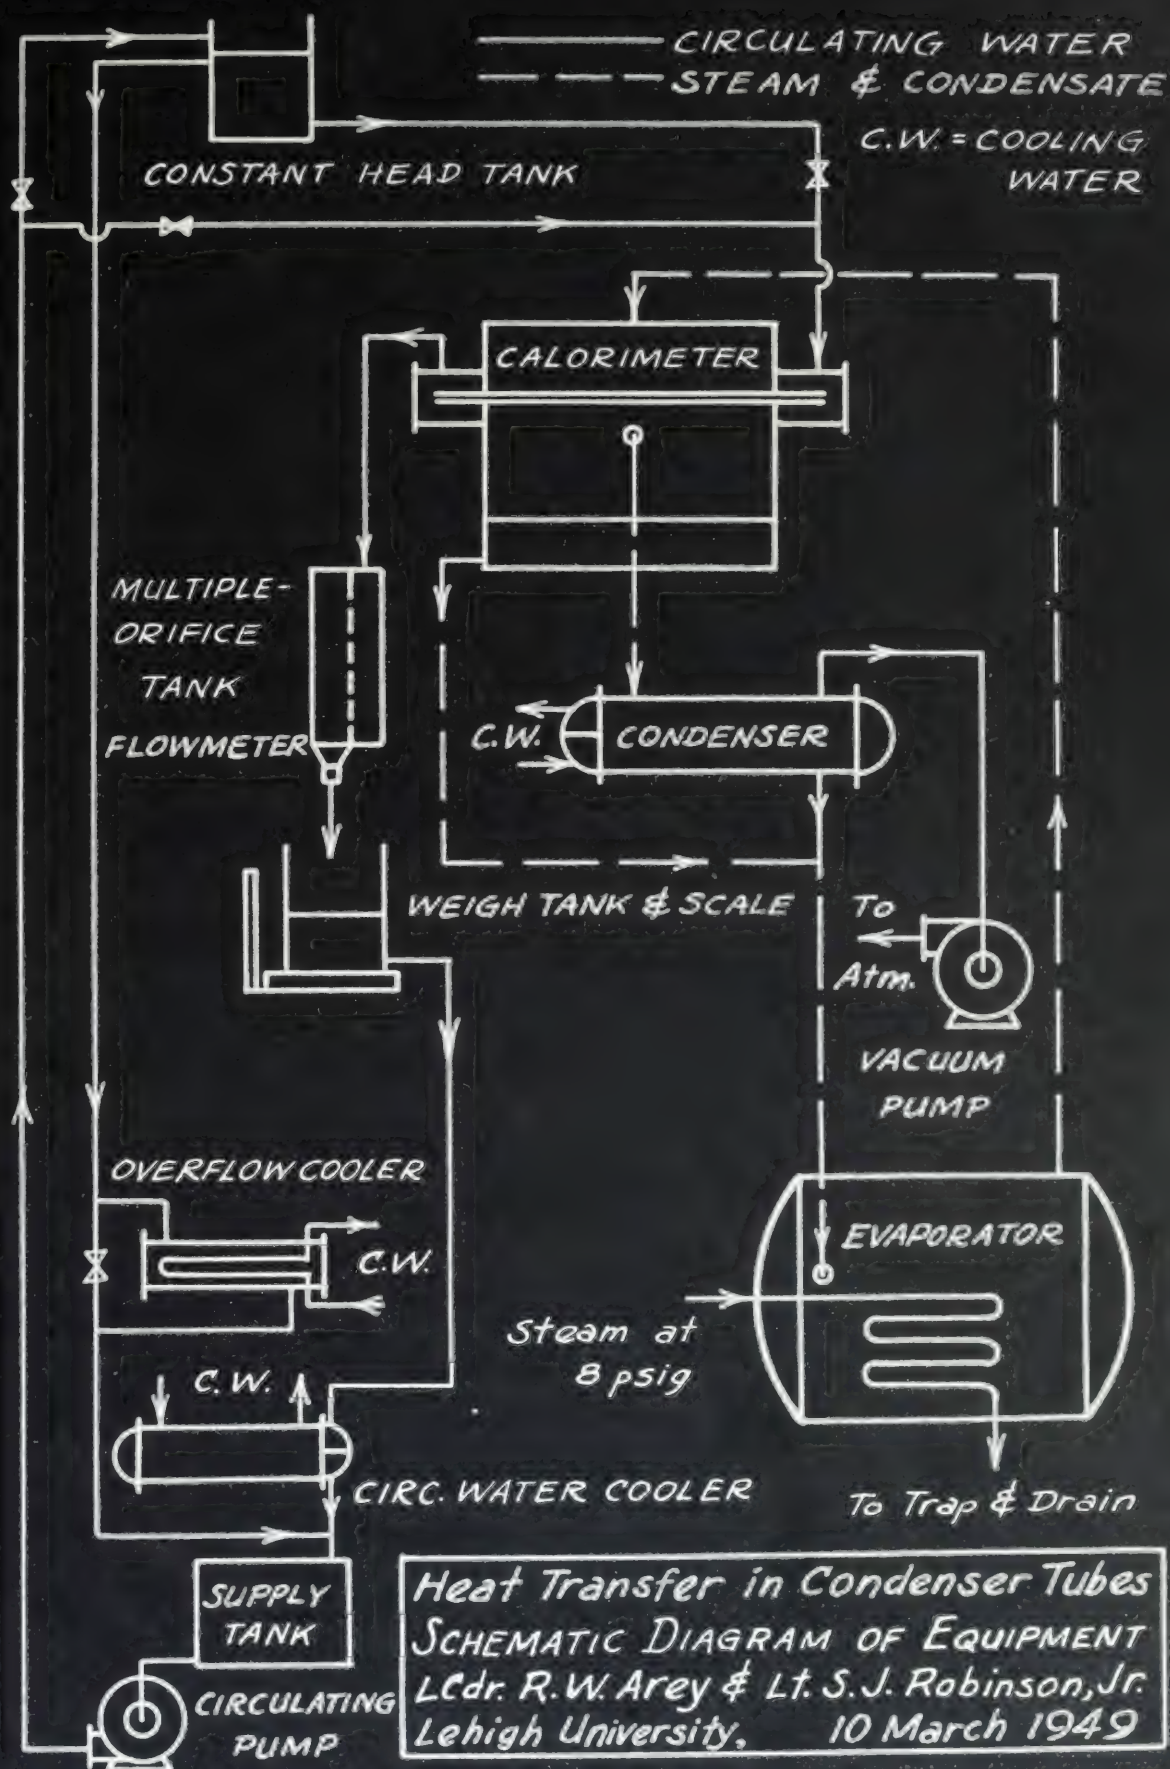 CIRCULATING WATER
STEAM & CONDENSATE
C.W. = COOLING
WATER
CONSTANT HEAD TANK
CALORIMETER
MULTIPLE-
ORIFICE
TANK
FLOWMETER
C.W.
CONDENSER
WEIGH TANK & SCALE
To
Atm.
VACUUM
PUMP
OVERFLOW COOLER
C.W.
EVAPORATOR
Steam at
8 psig
C.W.
CIRC. WATER COOLER
To Trap & Drain
SUPPLY
TANK
CIRCULATING
PUMP
Heat Transfer in Condenser Tubes
SCHEMATIC DIAGRAM OF EQUIPMENT
LCdr. R.W. Arey & Lt. S.J. Robinson, Jr.
Lehigh University, 10 March 1949